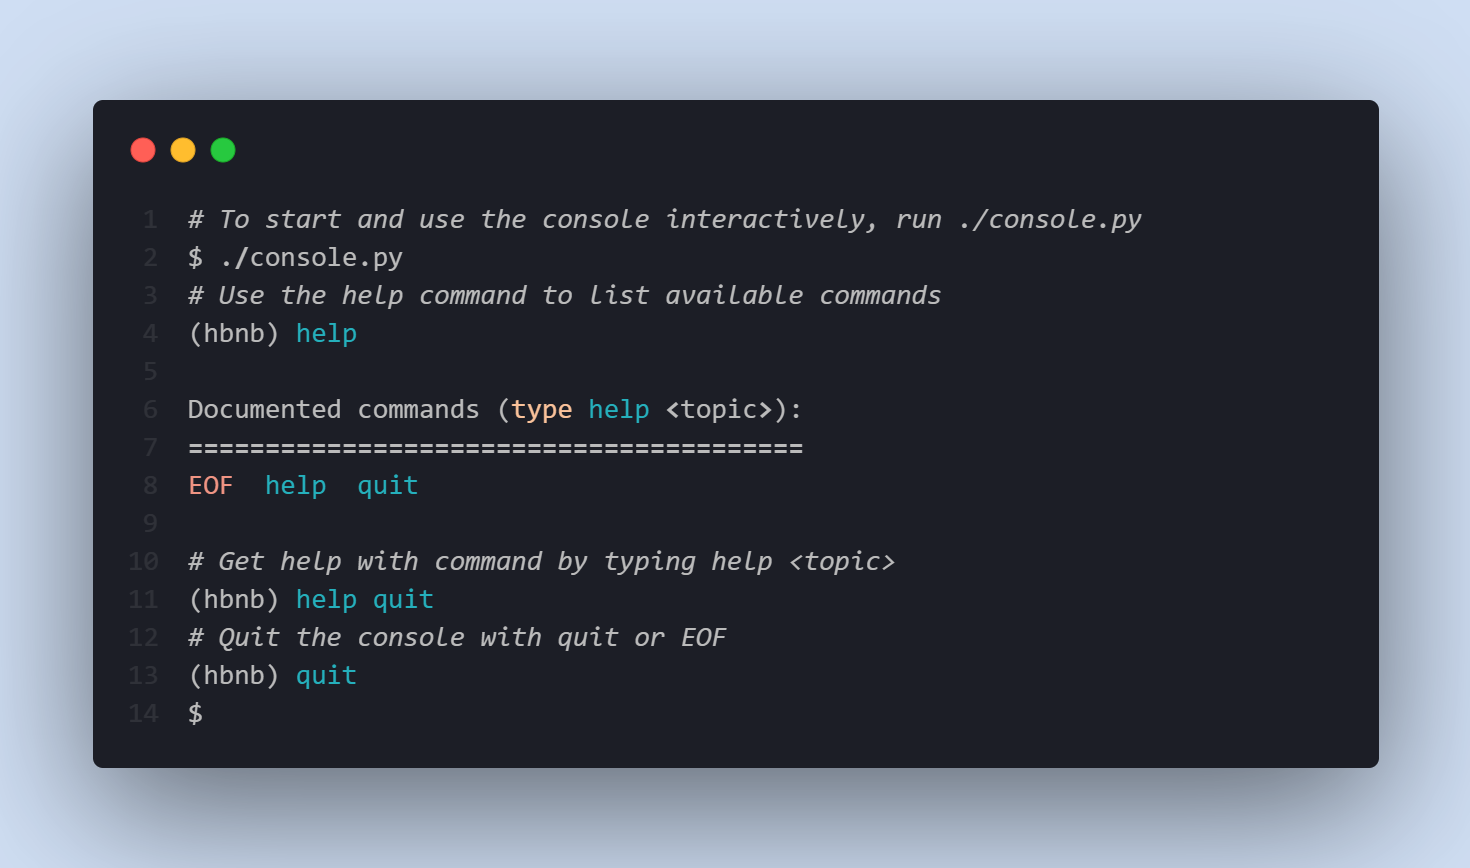 1 # To start and use the console interactively, run ./console.py
2 $ ./console.py
3 # Use the help command to list available commands
4 (hbnb) help
5
6 Documented commands (type help <topic>):
7 ========================================
8 EOF  help  quit
9
10 # Get help with command by typing help <topic>
11 (hbnb) help quit
12 # Quit the console with quit or EOF
13 (hbnb) quit
14 $